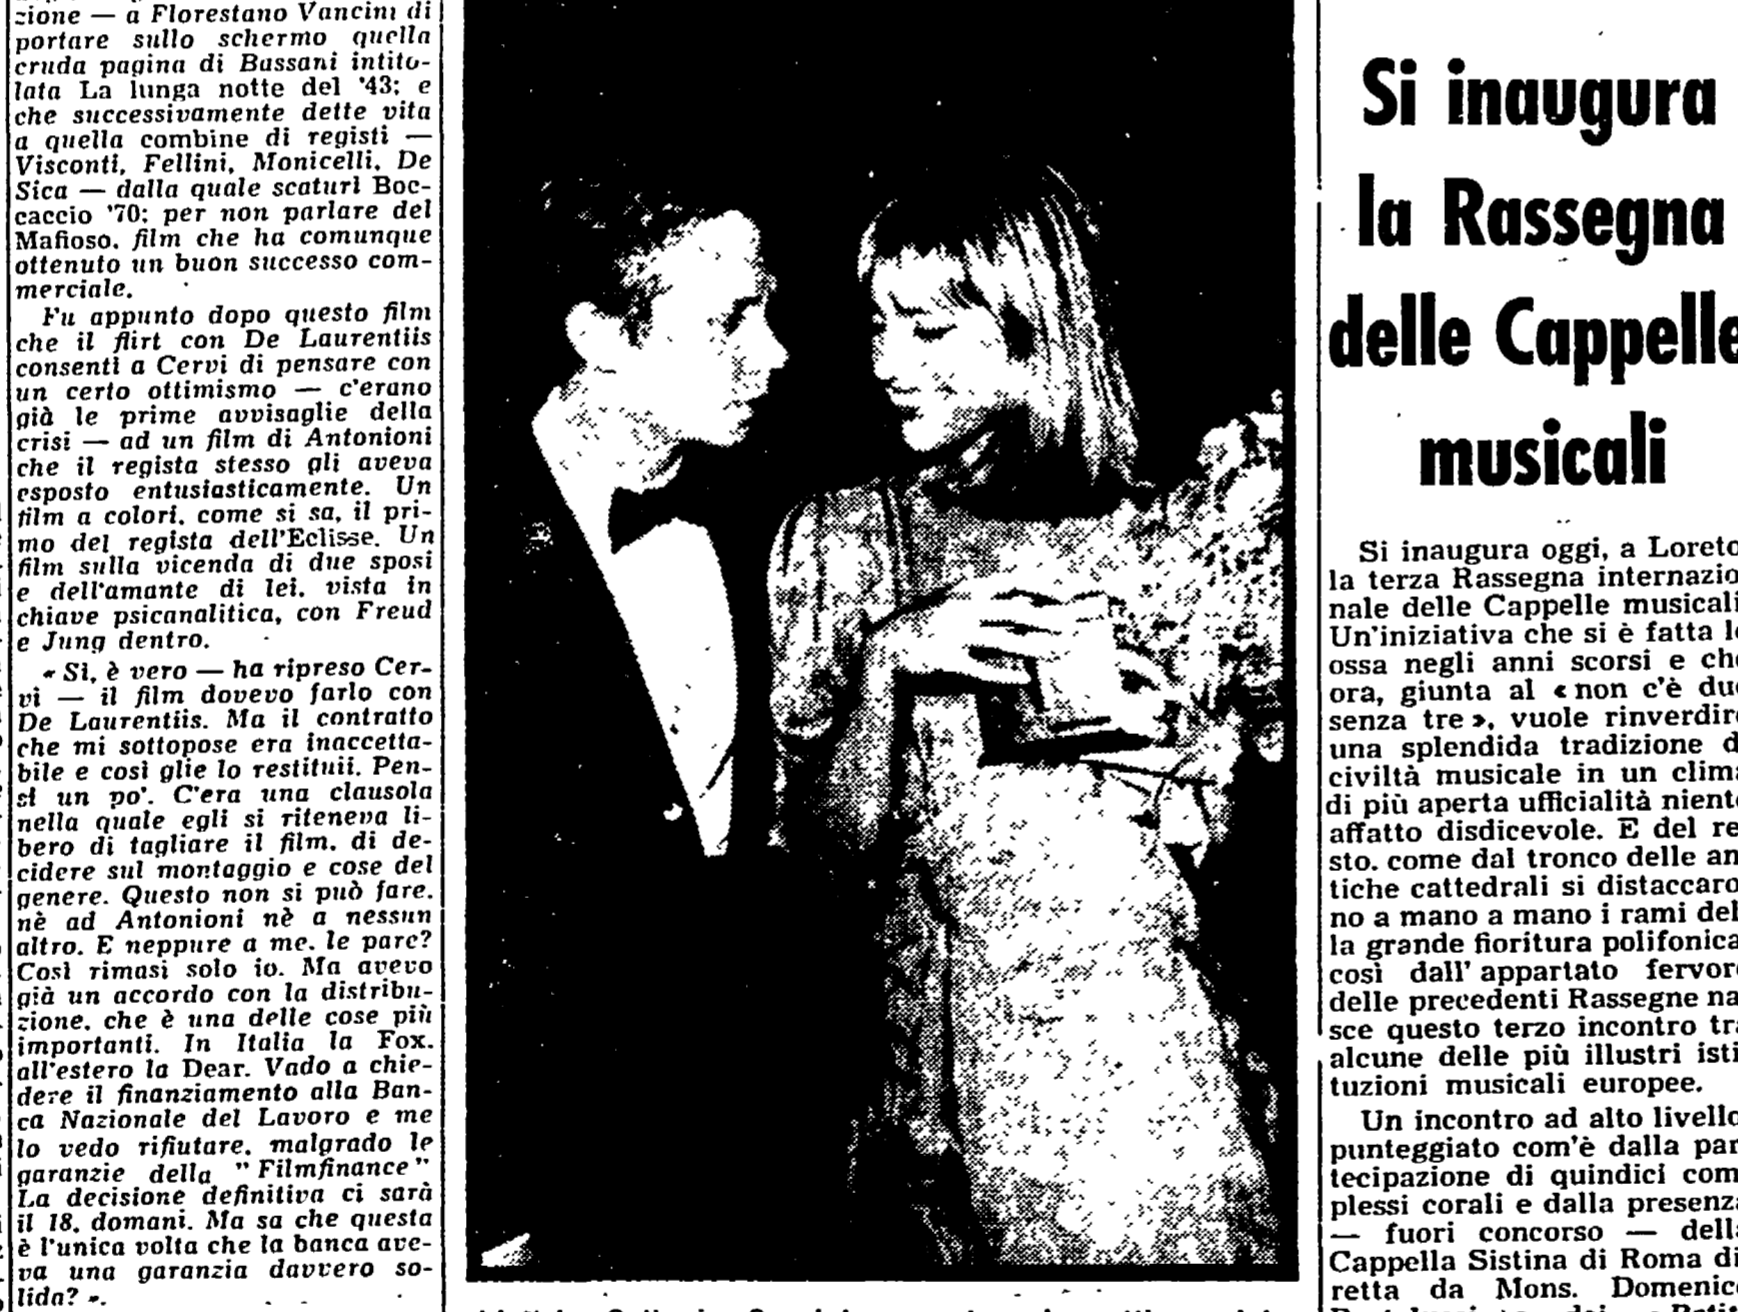 zione — a Florestano Vancini di
portare sullo schermo quella
cruda pagina di Bassani intito-
lata La lunga notte del '43; e
che successivamente dette vita
a quella combine di registi —
Visconti, Fellini, Monicelli, De
Sica — dalla quale scaturì Boc-
caccio '70; per non parlare del
Mafioso, film che ha comunque
ottenuto un buon successo com-
merciale.
Fu appunto dopo questo film
che il flirt con De Laurentiis
consentì a Cervi di pensare con
un certo ottimismo — c'erano
già le prime avvisaglie della
crisi — ad un film di Antonioni
che il regista stesso gli aveva
esposto entusiasticamente. Un
film a colori, come si sa, il pri-
mo del regista dell'Eclisse. Un
film sulla vicenda di due sposi
e dell'amante di lei, vista in
chiave psicanalitica, con Freud
e Jung dentro.
« Sì, è vero — ha ripreso Cer-
vi — il film dovevo farlo con
De Laurentiis. Ma il contratto
che mi sottopose era inaccetta-
bile e così glie lo restituii. Pen-
si un po'. C'era una clausola
nella quale egli si riteneva li-
bero di tagliare il film, di de-
cidere sul montaggio e cose del
genere. Questo non si può fare,
nè ad Antonioni nè a nessun
altro. E neppure a me, le pare?
Così rimasi solo io. Ma avevo
già un accordo con la distribu-
zione, che è una delle cose più
importanti. In Italia la Fox,
all'estero la Dear. Vado a chie-
dere il finanziamento alla Ban-
ca Nazionale del Lavoro e me
lo vedo rifiutare, malgrado le
garanzie della "Filmfinance"
La decisione definitiva ci sarà
il 18, domani. Ma sa che questa
è l'unica volta che la banca ave-
va una garanzia davvero so-
lida? ».
Si inaugura
la Rassegna
delle Cappelle
musicali
Si inaugura oggi, a Loreto
la terza Rassegna internazio
nale delle Cappelle musicali
Un'iniziativa che si è fatta le
ossa negli anni scorsi e che
ora, giunta al « non c'è due
senza tre », vuole rinverdire
una splendida tradizione di
civiltà musicale in un clima
di più aperta ufficialità niente
affatto disdicevole. E del re
sto, come dal tronco delle an
tiche cattedrali si distaccaro
no a mano a mano i rami del
la grande fioritura polifonica
così dall' appartato fervore
delle precedenti Rassegne na
sce questo terzo incontro tra
alcune delle più illustri isti
tuzioni musicali europee.
Un incontro ad alto livello
punteggiato com'è dalla par
tecipazione di quindici com
plessi corali e dalla presenza
— fuori concorso — della
Cappella Sistina di Roma di
retta da Mons. Domenico